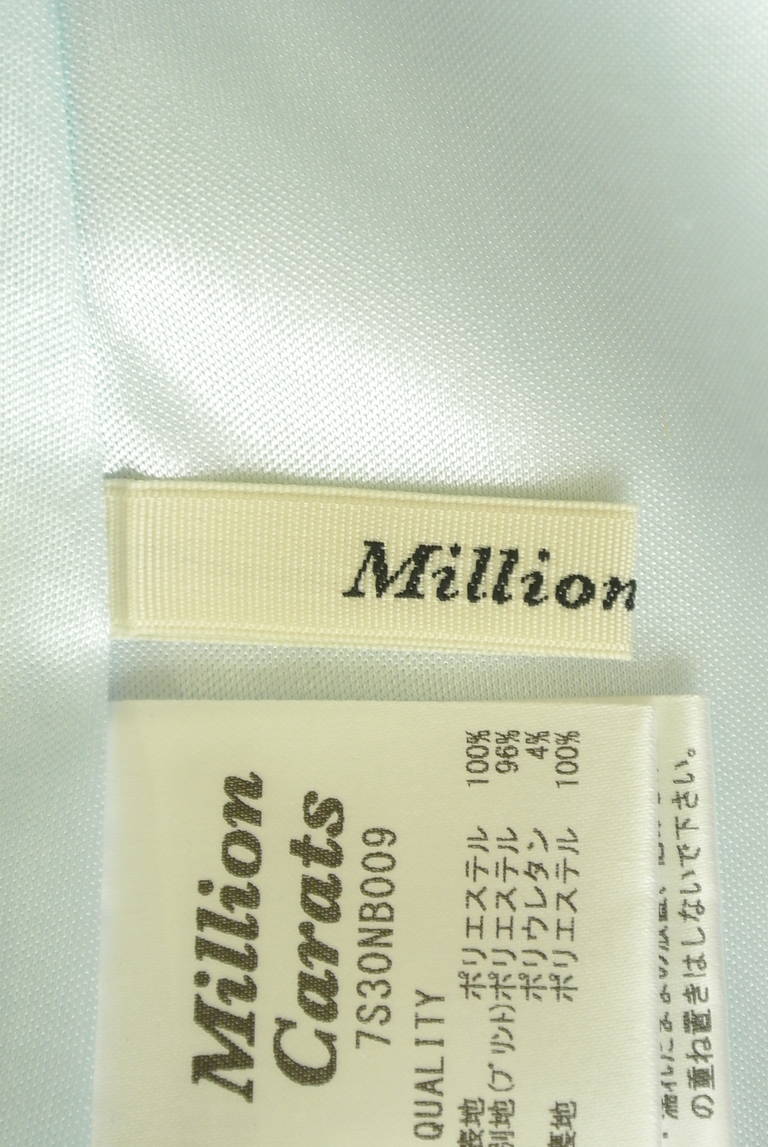 Million
Million
Carats
7S30NB009
QUALITY
表地 ポリエステル 100%
別地(プリント)ポリエステル 96%
ポリウレタン 4%
裏地 ポリエステル 100%
の重ね置きはしないで下さい。